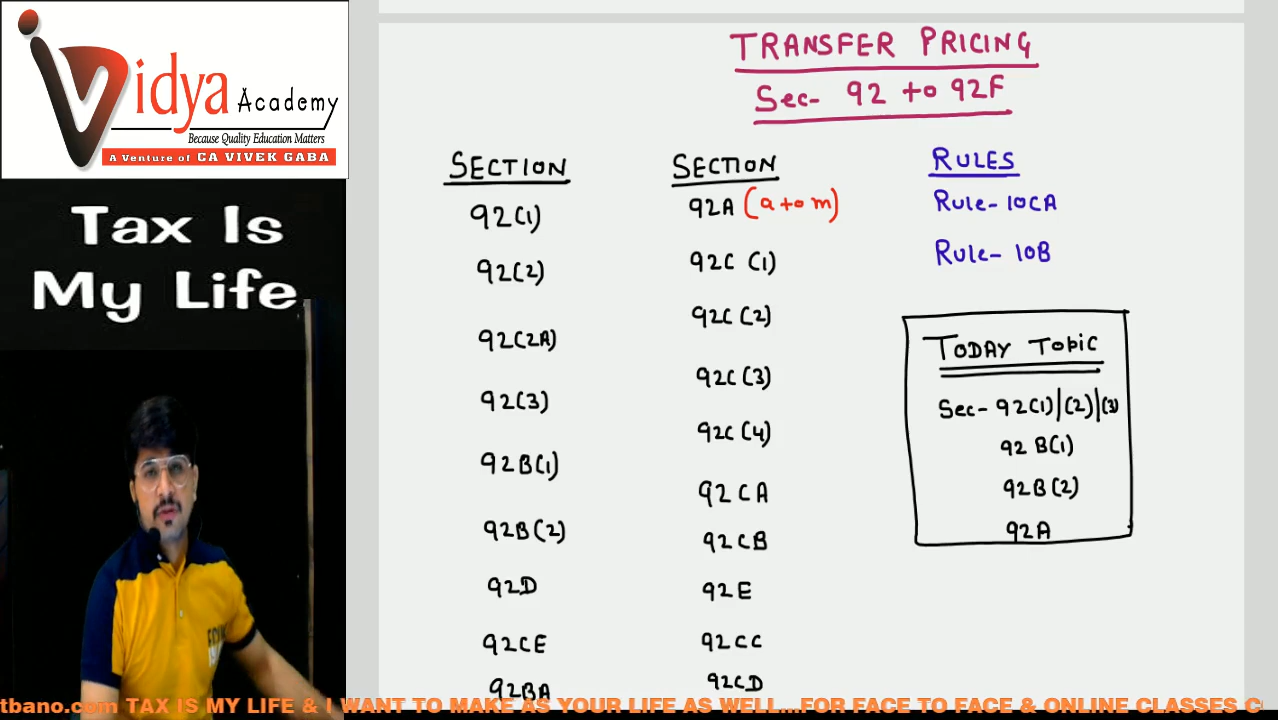 Vidya Academy
Because Quality Education Matters
A Venture of CA VIVEK GABA
Tax Is
My Life
TRANSFER PRICING
Sec- 92 to 92F
SECTION
92(1)
92(2)
92(2A)
92(3)
92B(1)
92B(2)
92D
92CE
92BA
SECTION
92A (a to m)
92C (1)
92C (2)
92C (3)
92C (4)
92CA
92CB
92E
92CC
92CD
RULES
Rule- 10CA
Rule- 10B
TODAY TOPIC
Sec- 92(1)|(2)|(3)
92 B(1)
92B(2)
92A
tbano.com TAX IS MY LIFE & I WANT TO MAKE AS YOUR LIFE AS WELL....FOR FACE TO FACE & ONLINE CLASSES C